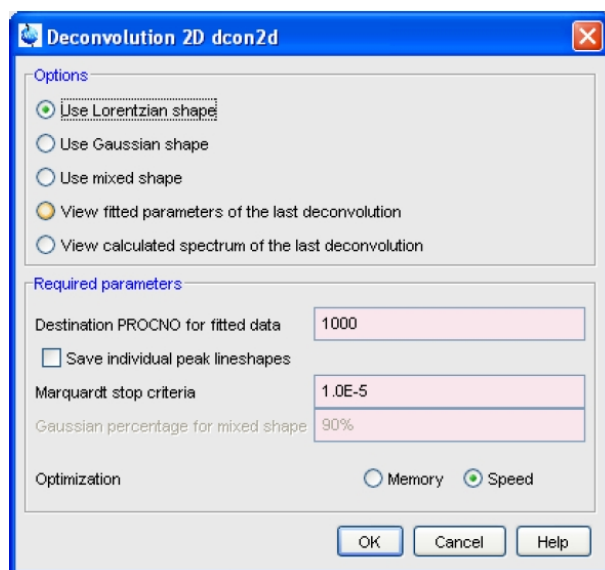 Deconvolution 2D dcon2d
Options
Use Lorentzian shape
Use Gaussian shape
Use mixed shape
View fitted parameters of the last deconvolution
View calculated spectrum of the last deconvolution
Required parameters
Destination PROCNO for fitted data 1000
Save individual peak lineshapes
Marquardt stop criteria 1.0E-5
Gaussian percentage for mixed shape 90%
Optimization Memory Speed
OK Cancel Help